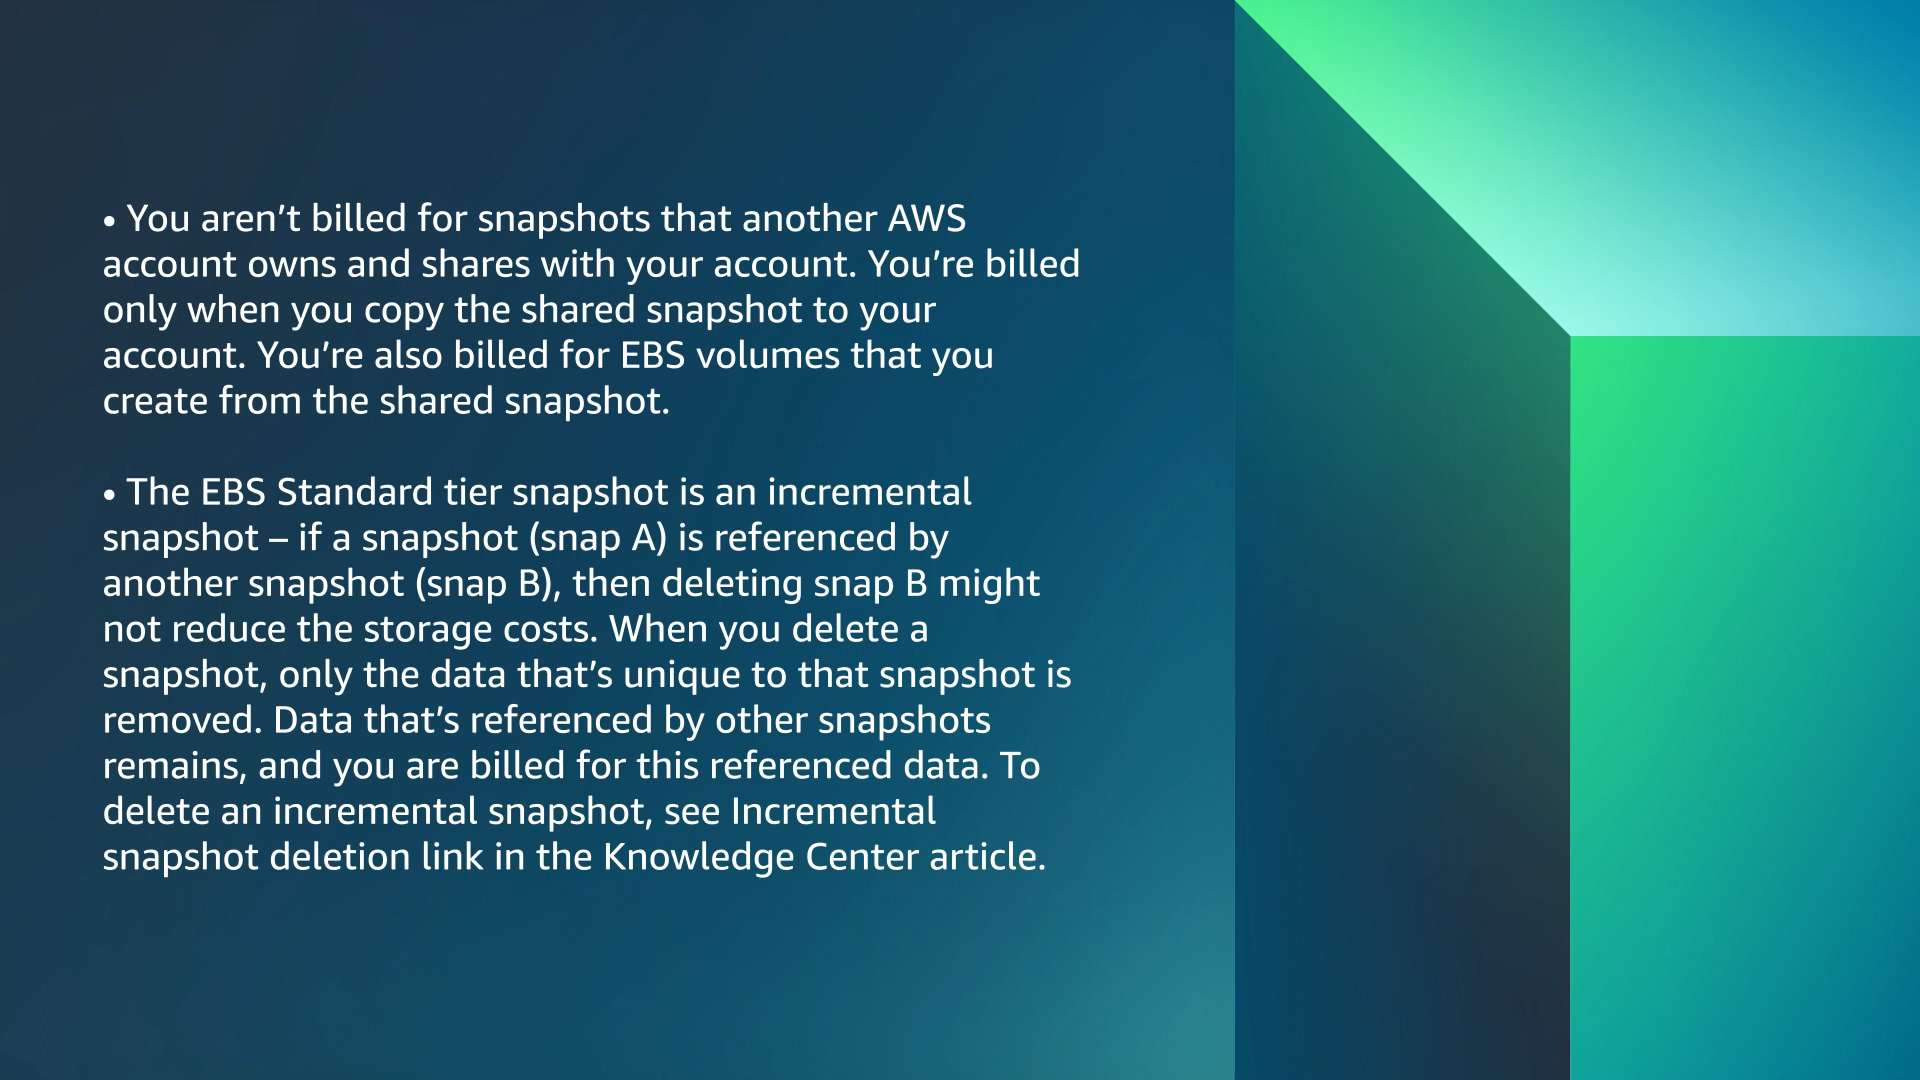 • You aren’t billed for snapshots that another AWS
account owns and shares with your account. You’re billed
only when you copy the shared snapshot to your
account. You’re also billed for EBS volumes that you
create from the shared snapshot.
• The EBS Standard tier snapshot is an incremental
snapshot – if a snapshot (snap A) is referenced by
another snapshot (snap B), then deleting snap B might
not reduce the storage costs. When you delete a
snapshot, only the data that’s unique to that snapshot is
removed. Data that’s referenced by other snapshots
remains, and you are billed for this referenced data. To
delete an incremental snapshot, see Incremental
snapshot deletion link in the Knowledge Center article.